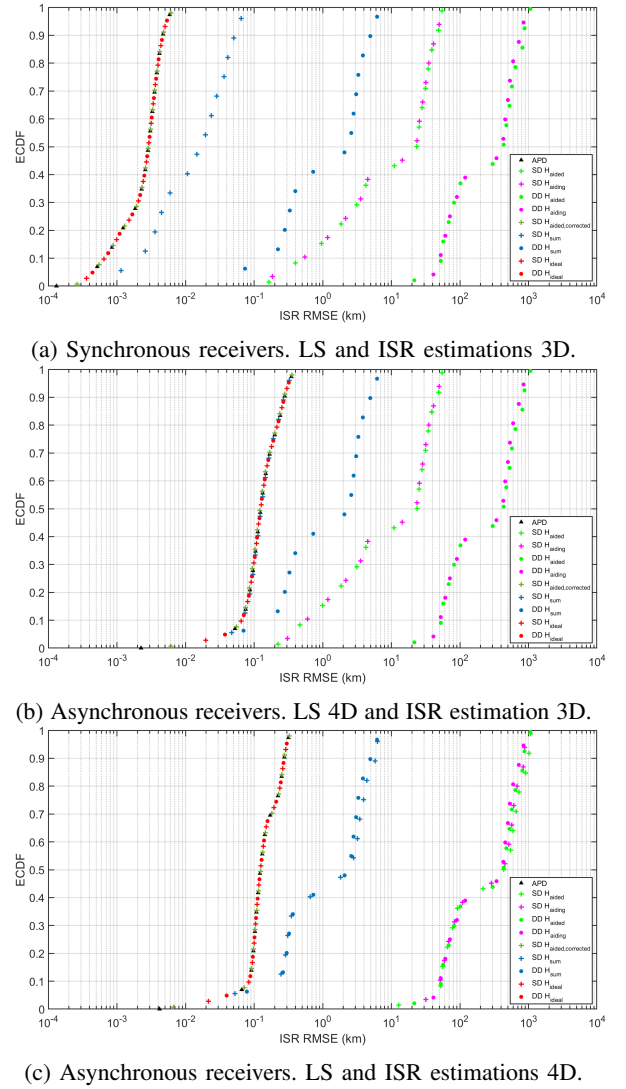 1
0.9
0.8
0.7
0.6
0.5
0.4
0.3
0.2
0.1
0
ECDF
APD
SD H_aided
SD H_aiding
DD H_aided
DD H_aiding
SD H_aided,corrected
SD H_sum
DD H_sum
SD H_ideal
DD H_ideal
10^-4 10^-3 10^-2 10^-1 10^0 10^1 10^2 10^3 10^4
ISR RMSE (km)
(a) Synchronous receivers. LS and ISR estimations 3D.
1
0.9
0.8
0.7
0.6
0.5
0.4
0.3
0.2
0.1
0
ECDF
APD
SD H_aided
SD H_aiding
DD H_aided
DD H_aiding
SD H_aided,corrected
SD H_sum
DD H_sum
SD H_ideal
DD H_ideal
10^-4 10^-3 10^-2 10^-1 10^0 10^1 10^2 10^3 10^4
ISR RMSE (km)
(b) Asynchronous receivers. LS 4D and ISR estimation 3D.
1
0.9
0.8
0.7
0.6
0.5
0.4
0.3
0.2
0.1
0
ECDF
APD
SD H_aided
SD H_aiding
DD H_aided
DD H_aiding
SD H_aided,corrected
SD H_sum
DD H_sum
SD H_ideal
DD H_ideal
10^-4 10^-3 10^-2 10^-1 10^0 10^1 10^2 10^3 10^4
ISR RMSE (km)
(c) Asynchronous receivers. LS and ISR estimations 4D.